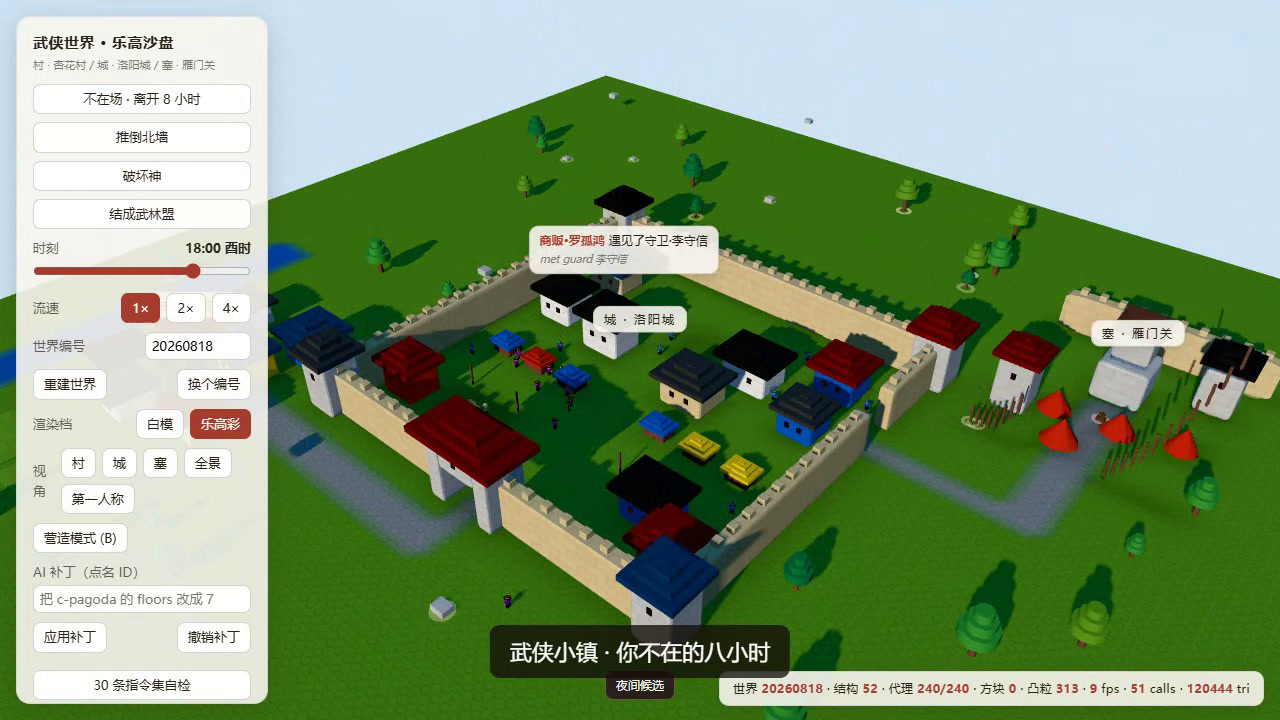 武侠世界 • 乐高沙盘
村 · 杏花村 / 城 · 洛阳城 / 塞 · 雁门关
不在场 · 离开 8 小时
推倒北墙
破坏神
结成武林盟
时刻 18:00 酉时
流速 1× 2× 4×
世界编号 20260818
重建世界 换个编号
渲染档 白模 乐高彩
视角 村 城 塞 全景
第一人称
营造模式 (B)
AI 补丁（点名 ID）
把 c-pagoda 的 floors 改成 7
应用补丁 撤销补丁
30 条指令集自检
商贩•罗孤鸿 遇见了守卫·李守信
met guard 李守信
城 · 洛阳城
塞 · 雁门关
武侠小镇 · 你不在的八小时
夜间候选
世界 20260818 · 结构 52 · 代理 240/240 · 方块 0 · 凸粒 313 · 9 fps · 51 calls · 120444 tri